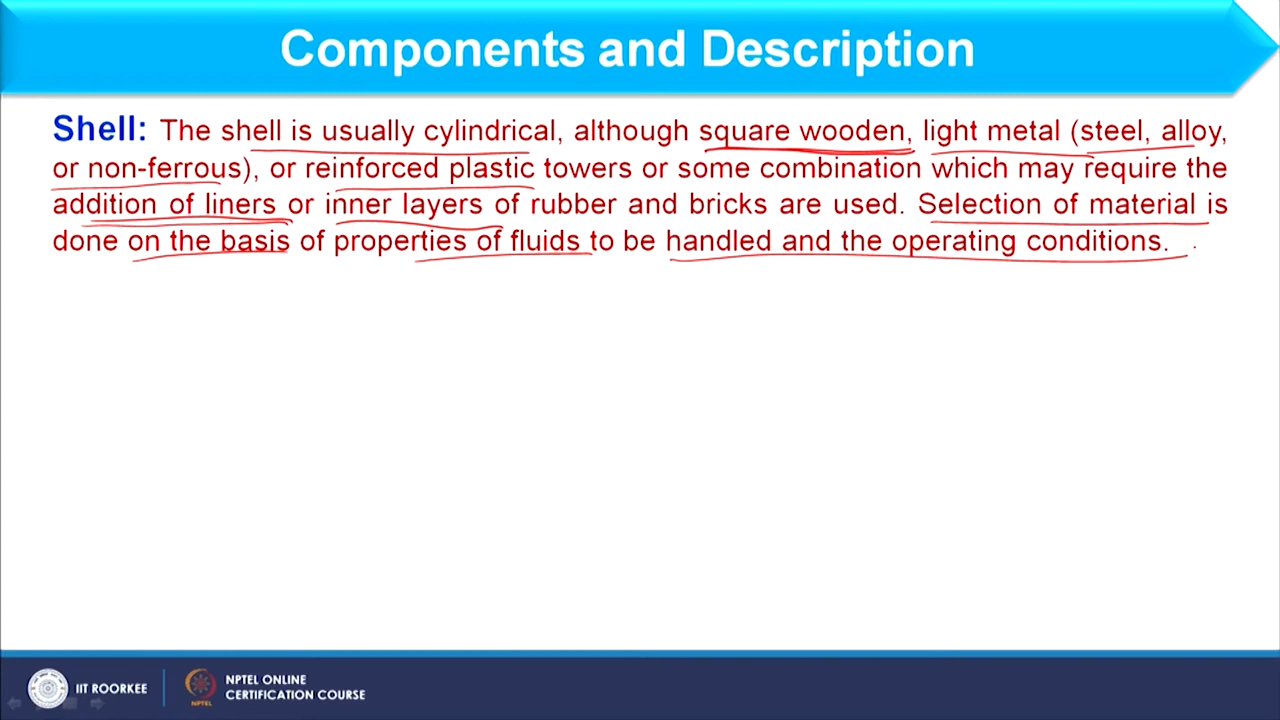 Components and Description
Shell: The shell is usually cylindrical, although square wooden, light metal (steel, alloy,
or non-ferrous), or reinforced plastic towers or some combination which may require the
addition of liners or inner layers of rubber and bricks are used. Selection of material is
done on the basis of properties of fluids to be handled and the operating conditions.
IIT ROORKEE
NPTEL
NPTEL ONLINE
CERTIFICATION COURSE